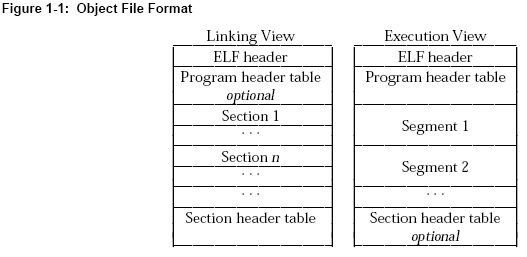 Figure 1-1: Object File Format
Linking View
ELF header
Program header table
optional
Section 1
. . .
Section n
. . .
. . .
Section header table
Execution View
ELF header
Program header table
Segment 1
Segment 2
. . .
Section header table
optional